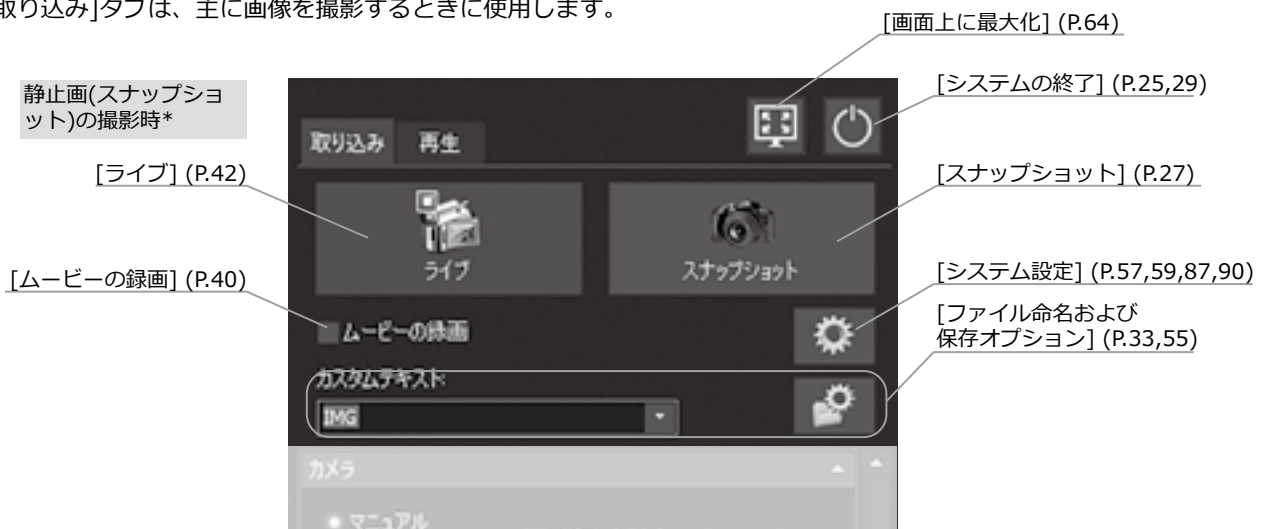 取り込み]タブは、主に画像を撮影するときに使用します。
[画面上に最大化] (P.64)
静止画(スナップショ
ット)の撮影時*
[システムの終了] (P.25,29)
取り込み 再生
[ライブ] (P.42)
[スナップショット] (P.27)
ライブ
スナップショット
[ムービーの録画] (P.40)
[システム設定] (P.57,59,87,90)
[ファイル命名および
保存オプション] (P.33,55)
ムービーの録画
カスタムテキスト:
IMG
カメラ
マニュアル